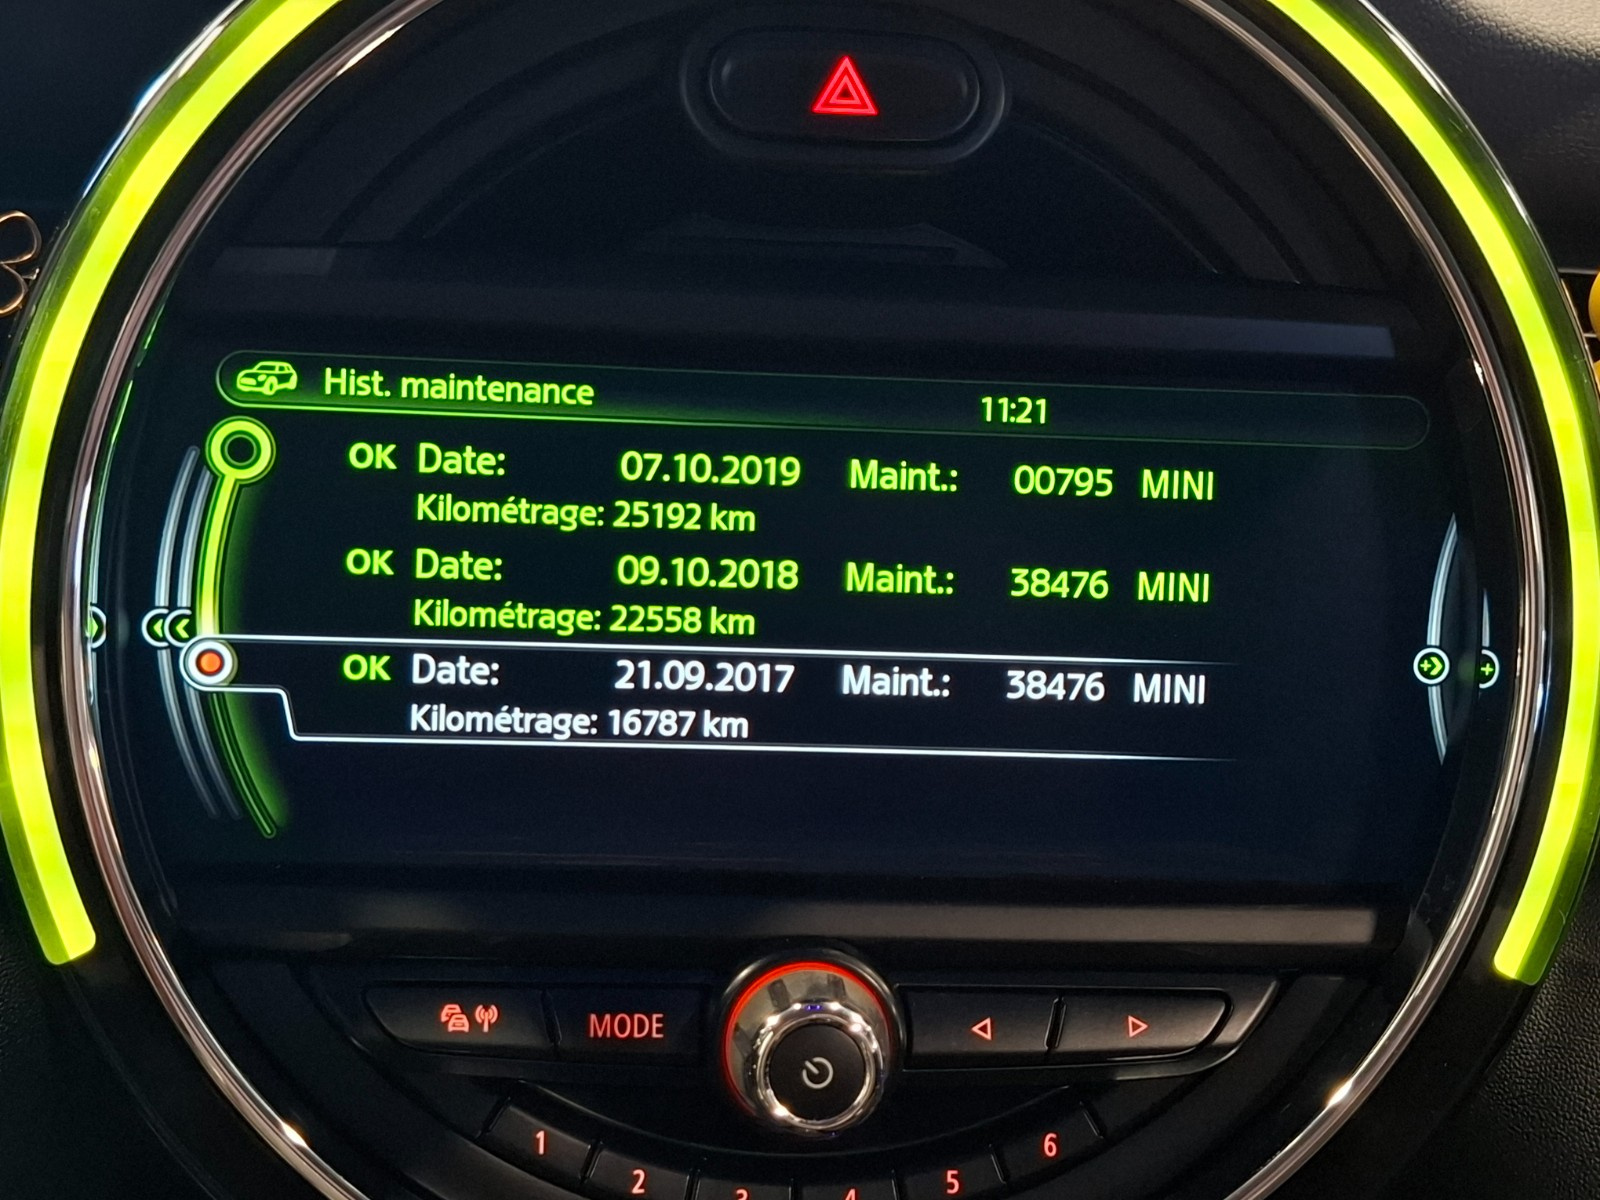 Hist. maintenance 11:21
OK Date: 07.10.2019 Maint.: 00795 MINI
Kilométrage: 25192 km
OK Date: 09.10.2018 Maint.: 38476 MINI
Kilométrage: 22558 km
OK Date: 21.09.2017 Maint.: 38476 MINI
Kilométrage: 16787 km
MODE
1 2 3 4 5 6